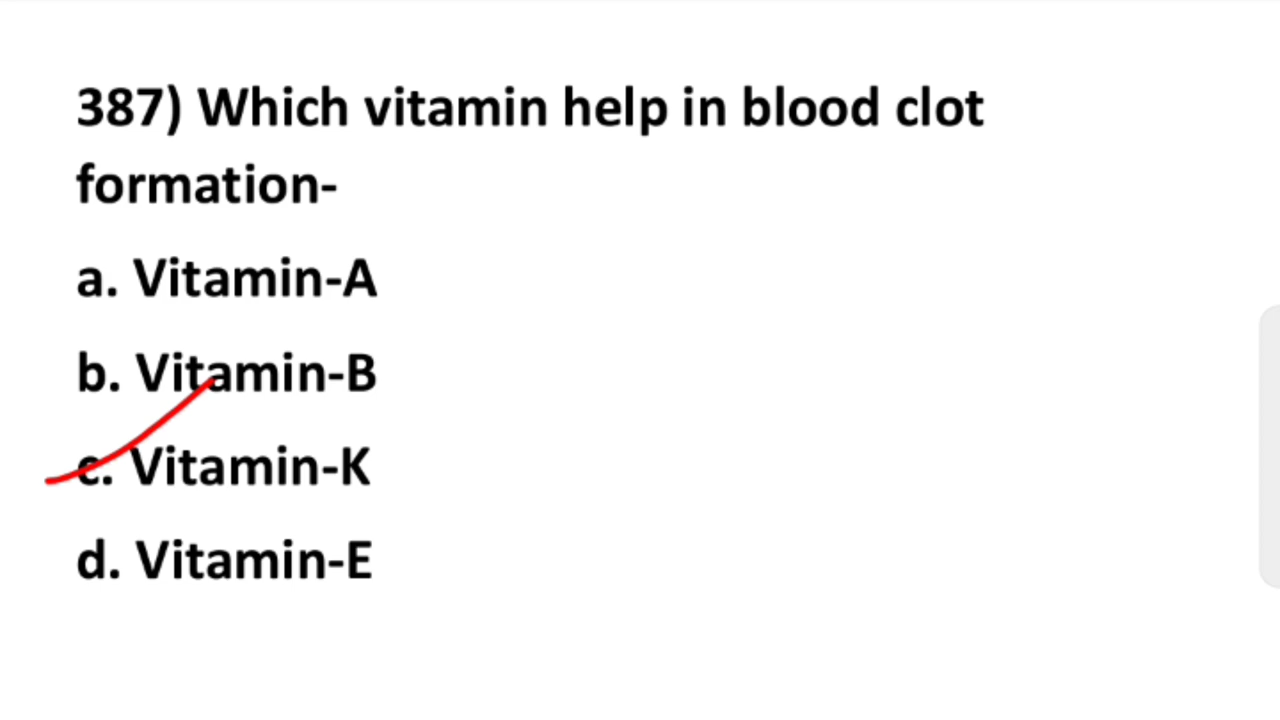 387) Which vitamin help in blood clot
formation-
a. Vitamin-A
b. Vitamin-B
c. Vitamin-K
d. Vitamin-E